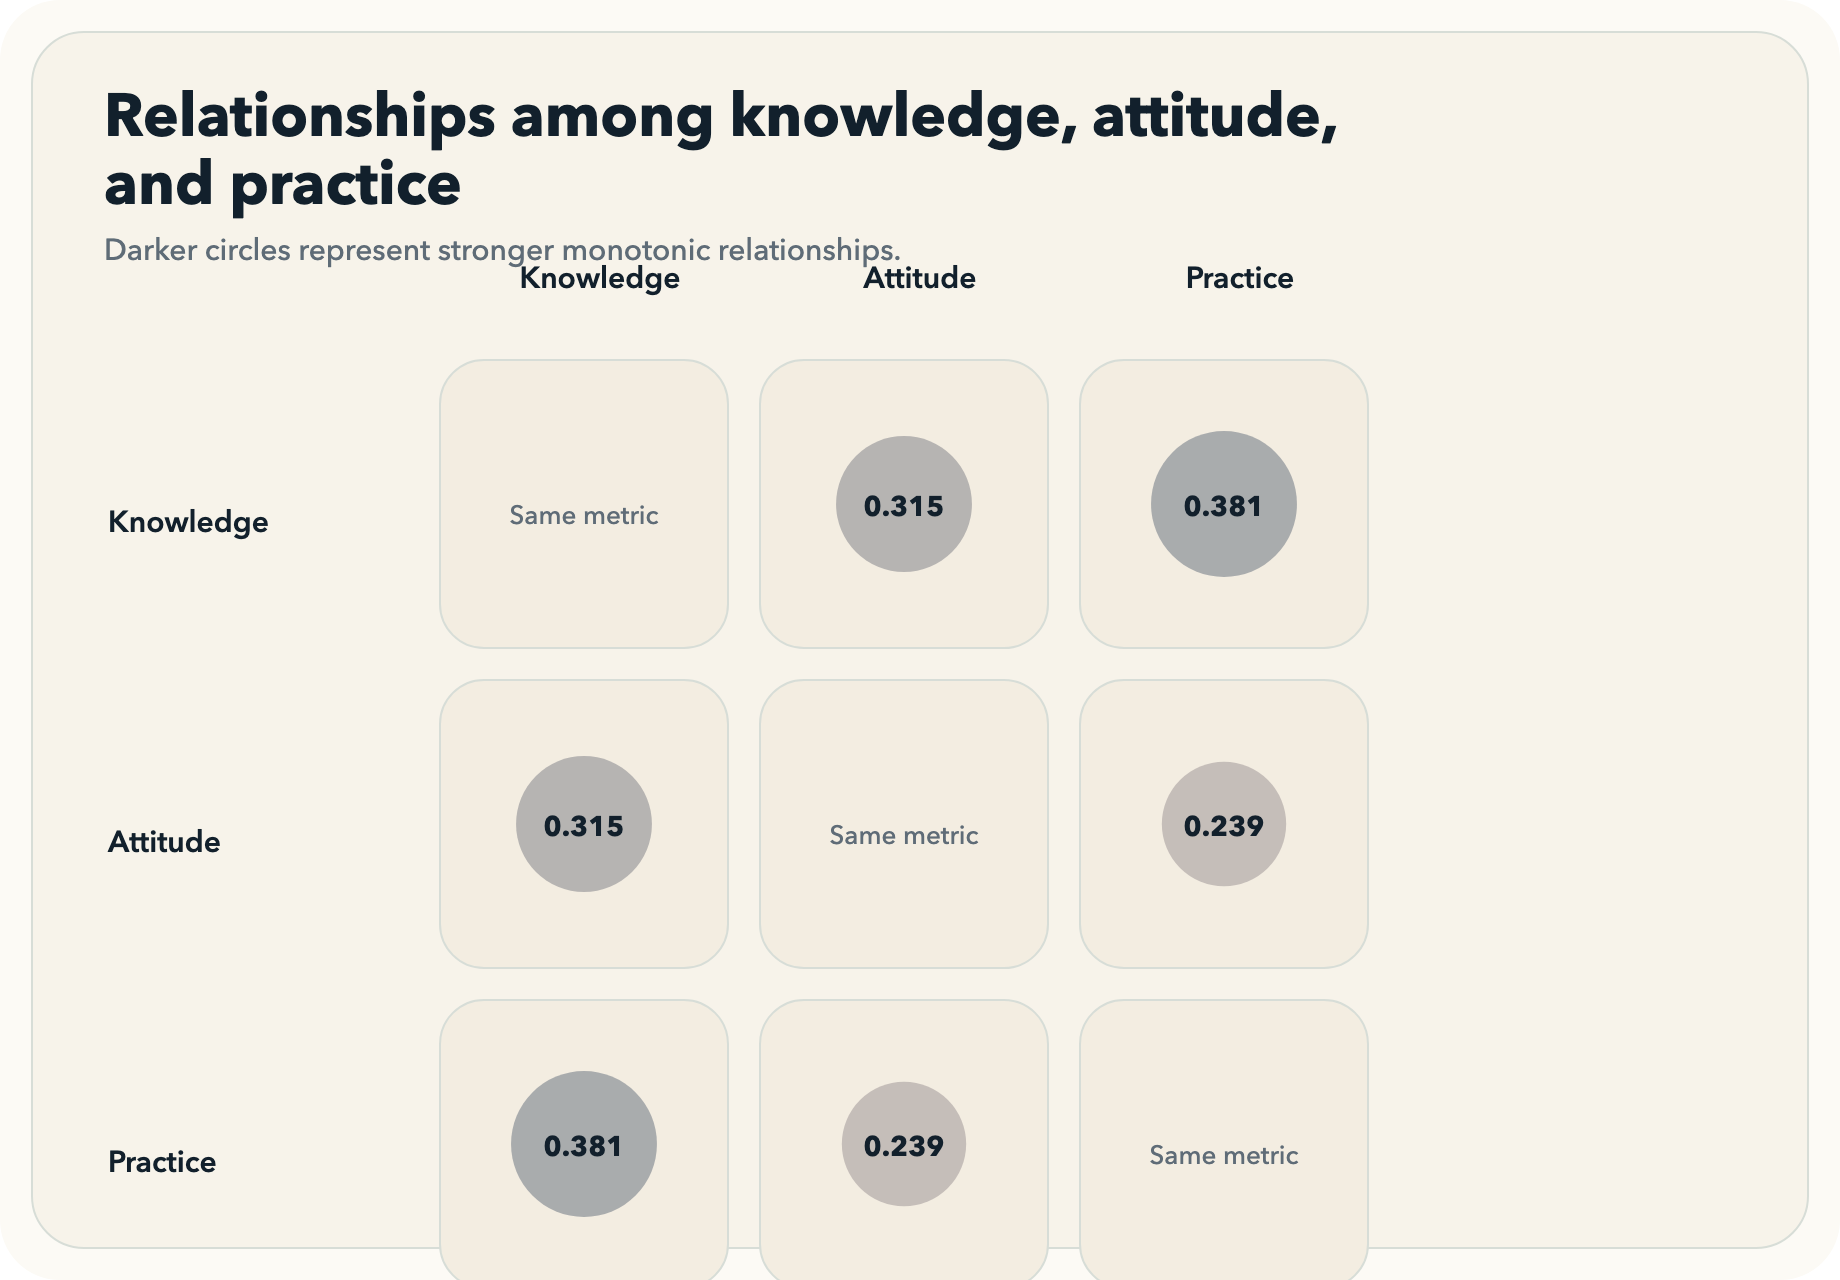 Relationships among knowledge, attitude,
and practice
Darker circles represent stronger monotonic relationships.
Knowledge Attitude Practice
Knowledge Same metric 0.315 0.381
Attitude 0.315 Same metric 0.239
Practice 0.381 0.239 Same metric